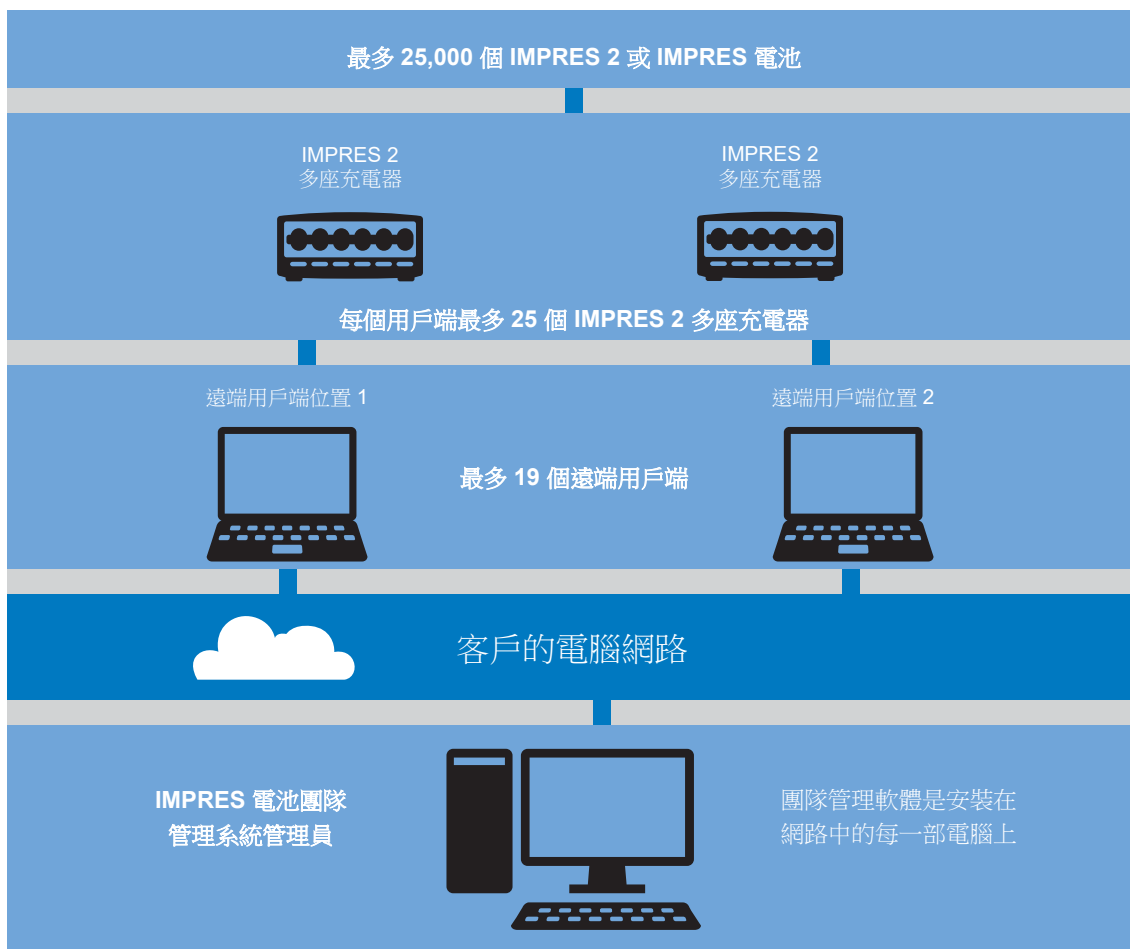 最多 25,000 個 IMPRES 2 或 IMPRES 電池
IMPRES 2
多座充電器
IMPRES 2
多座充電器
每個用戶端最多 25 個 IMPRES 2 多座充電器
遠端用戶端位置 1
遠端用戶端位置 2
最多 19 個遠端用戶端
客戶的電腦網路
IMPRES 電池團隊
管理系統管理員
團隊管理軟體是安裝在
網路中的每一部電腦上